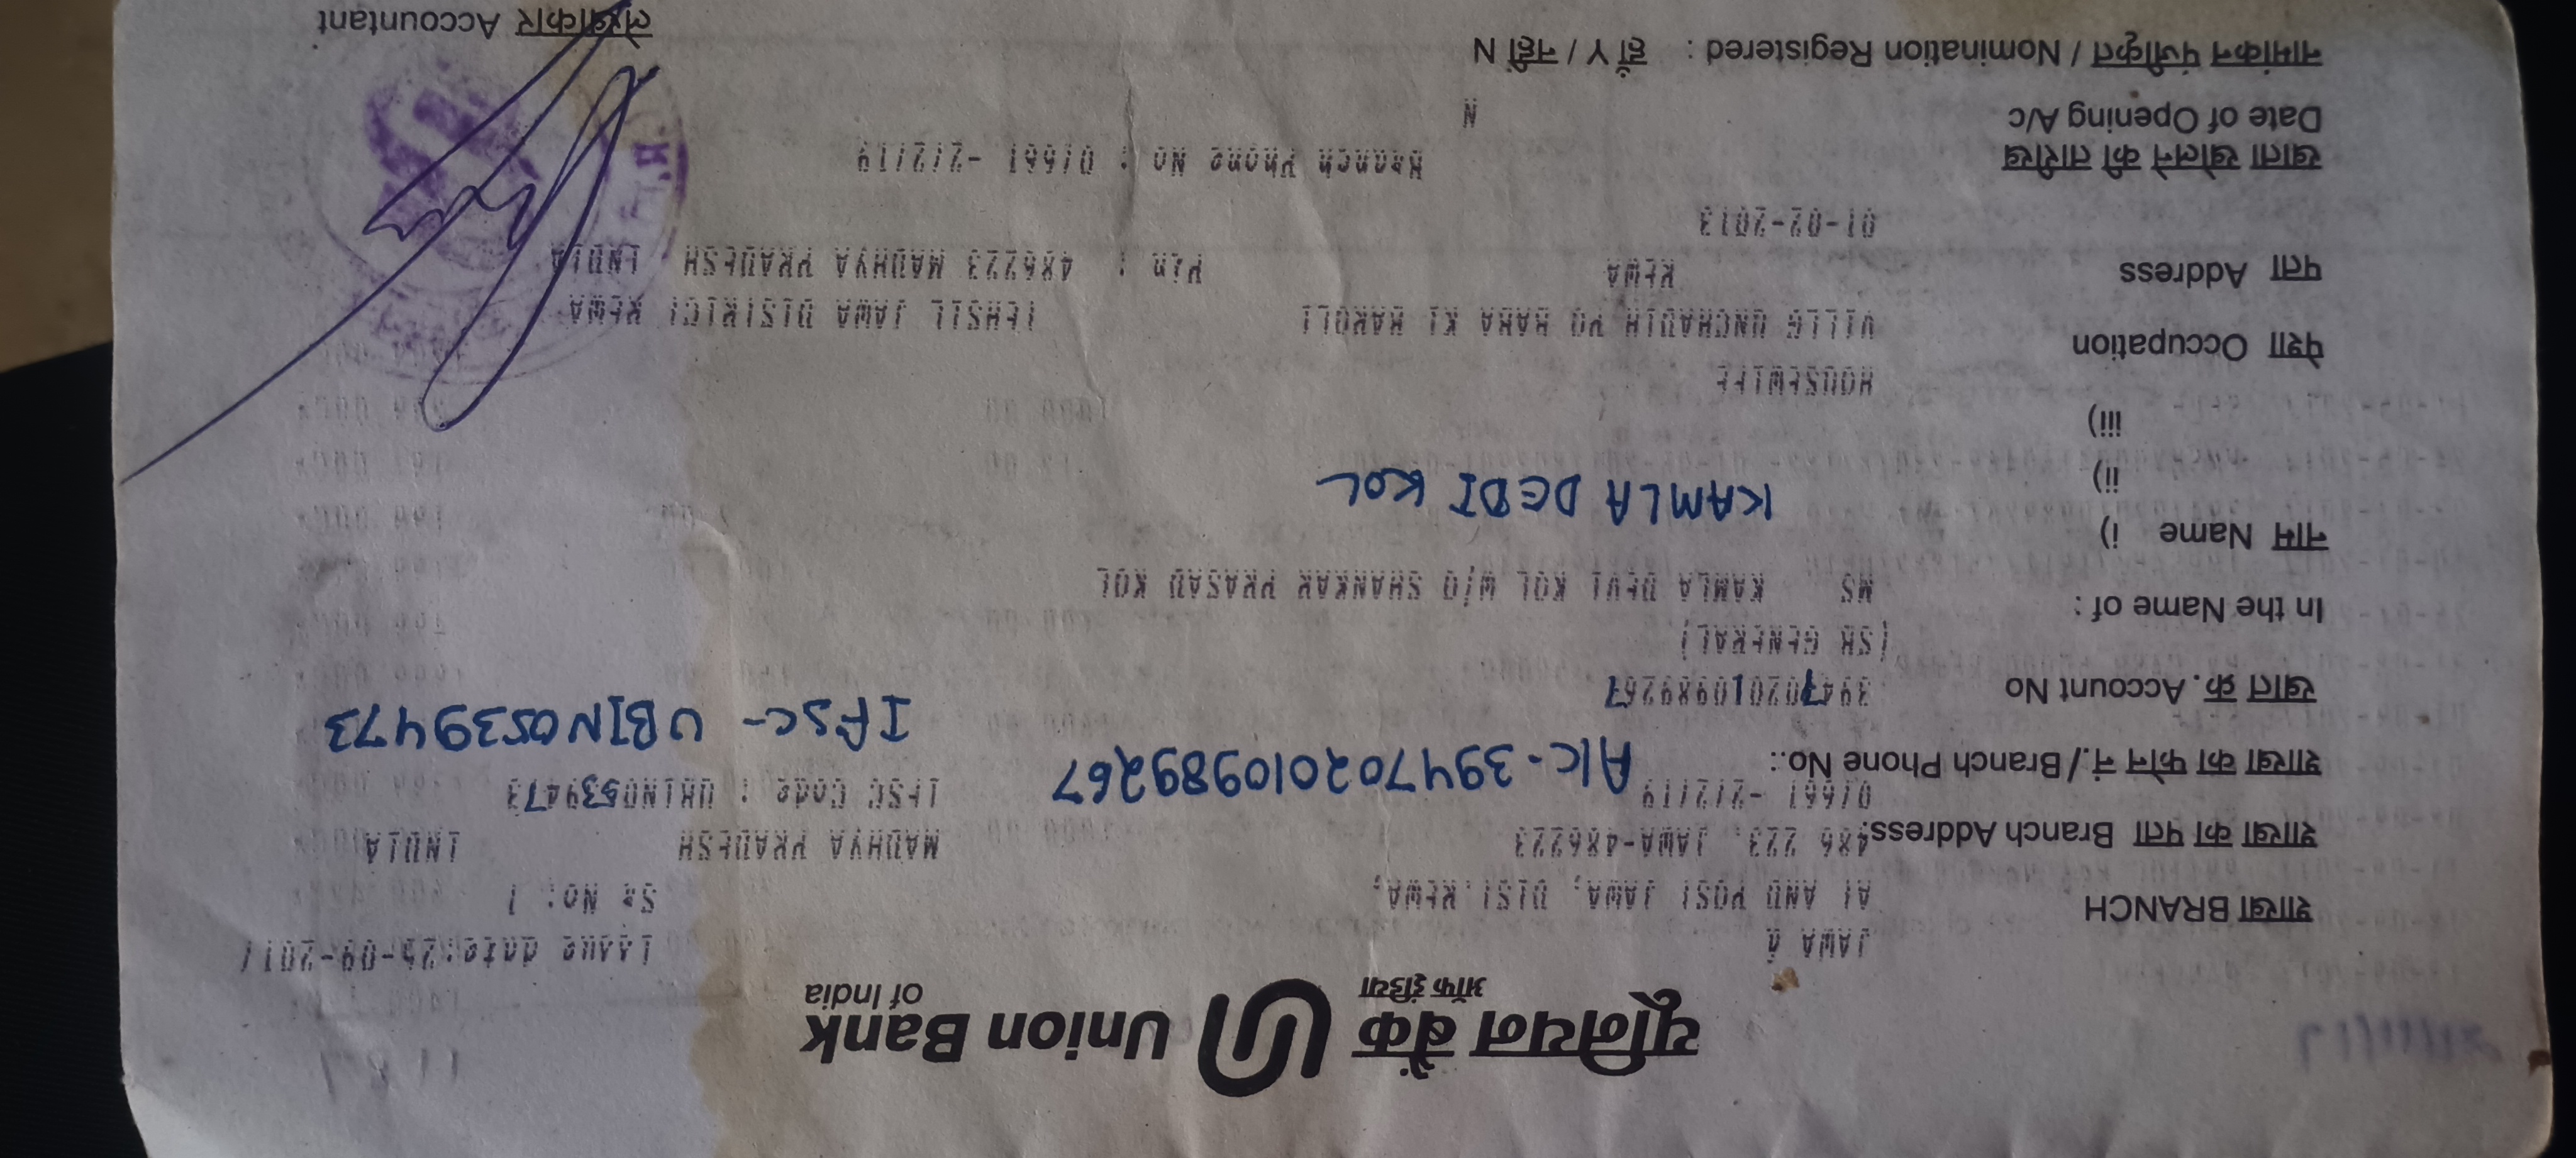 यूनियन बैंक Union Bank
ऑफ इंडिया of India
JAWA
Issue date:25-09-2017
शाखा BRANCH
AT AND POST JAWA, DIST.REWA,
Sr No: 1
शाखा का पता Branch Address:
486 223. JAWA-486223
MADHYA PRADESH INDIA
07661 -272719
IFSC Code : UBIN0539473
शाखा का फोन नं./Branch Phone No.:
A/C- 394702010989267
IFSC- UBIN0539473
खाता क्र. Account No
394702010989267
(SB GENERAL)
In the Name of :
MS KAMLA DEVI KOL W/O SHANKAR PRASAD KOL
नाम Name i)
KAMLA DEBI KOL
ii)
iii)
HOUSEWIFE
पेशा Occupation
VILLG UNCHADIH PO BABA KI BAROLI
TEHSIL JAWA DISTRICT REWA
पता Address
REWA Pin : 486223 MADHYA PRADESH INDIA
01-02-2013
खाता खोलने की तारीख
Branch Phone No : 07661 -272719
Date of Opening A/c
N
नामांकन पंजीकृत / Nomination Registered : हाँ Y / नहीं N
लेखाकार Accountant